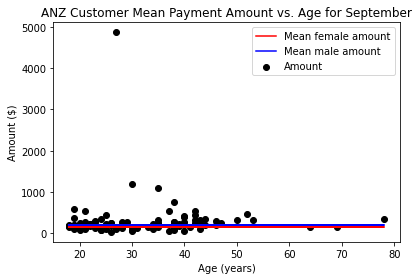 ANZ Customer Mean Payment Amount vs. Age for September
Mean female amount
Mean male amount
Amount
Amount ($)
5000
4000
3000
2000
1000
0
20
30
40
50
60
70
80
Age (years)